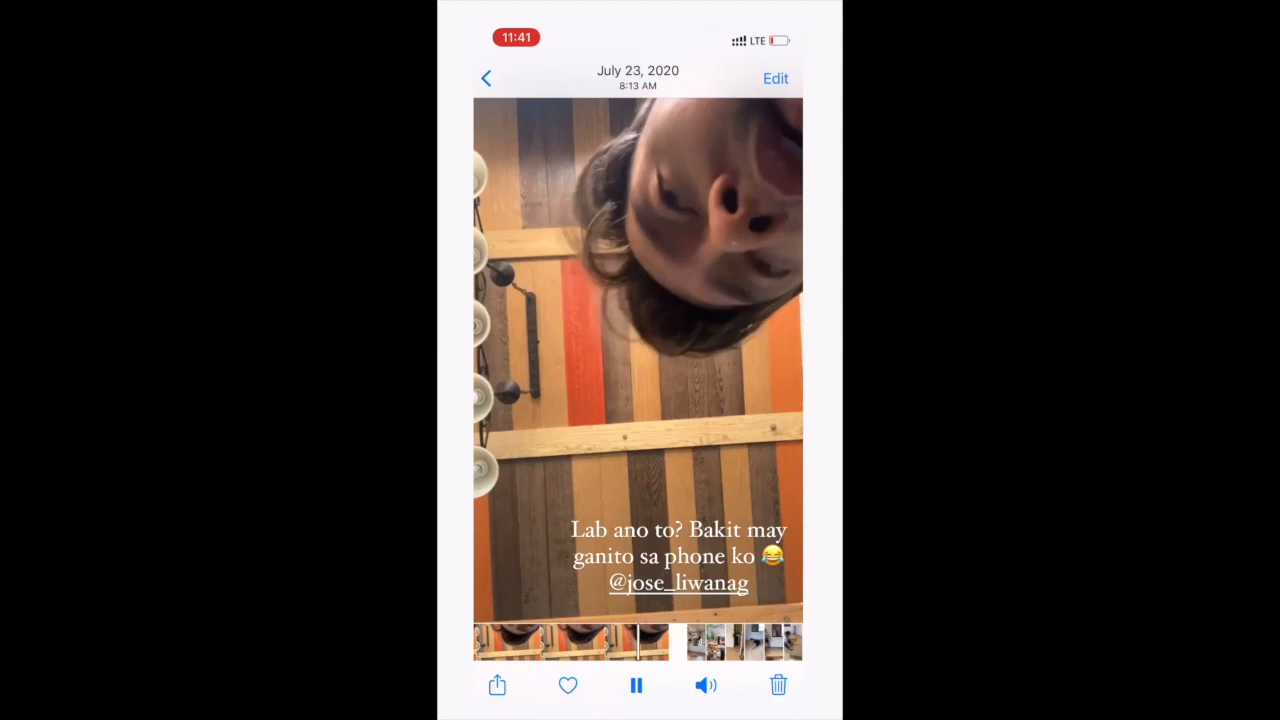 11:41
LTE
July 23, 2020
8:13 AM
Edit
Lab ano to? Bakit may
ganito sa phone ko 😂
@jose_liwanag